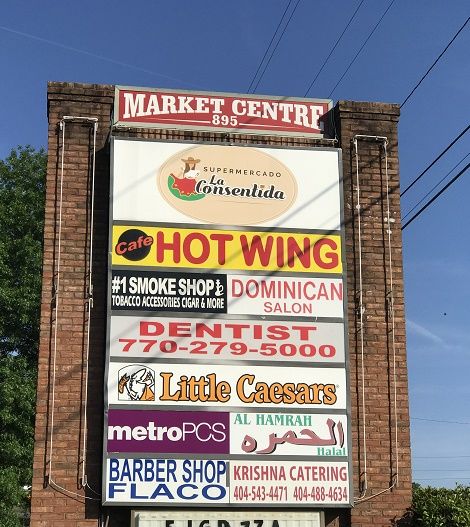 MARKET CENTRE
895
SUPERMERCADO
La
Consentida
Cafe HOT WING
#1 SMOKE SHOP
TOBACCO ACCESSORIES CIGAR & MORE
DOMINICAN
SALON
DENTIST
770-279-5000
Little Caesars
metroPCS
AL HAMRAH
الحمره
Halal
BARBER SHOP
FLACO
KRISHNA CATERING
404-543-4471 404-488-4634